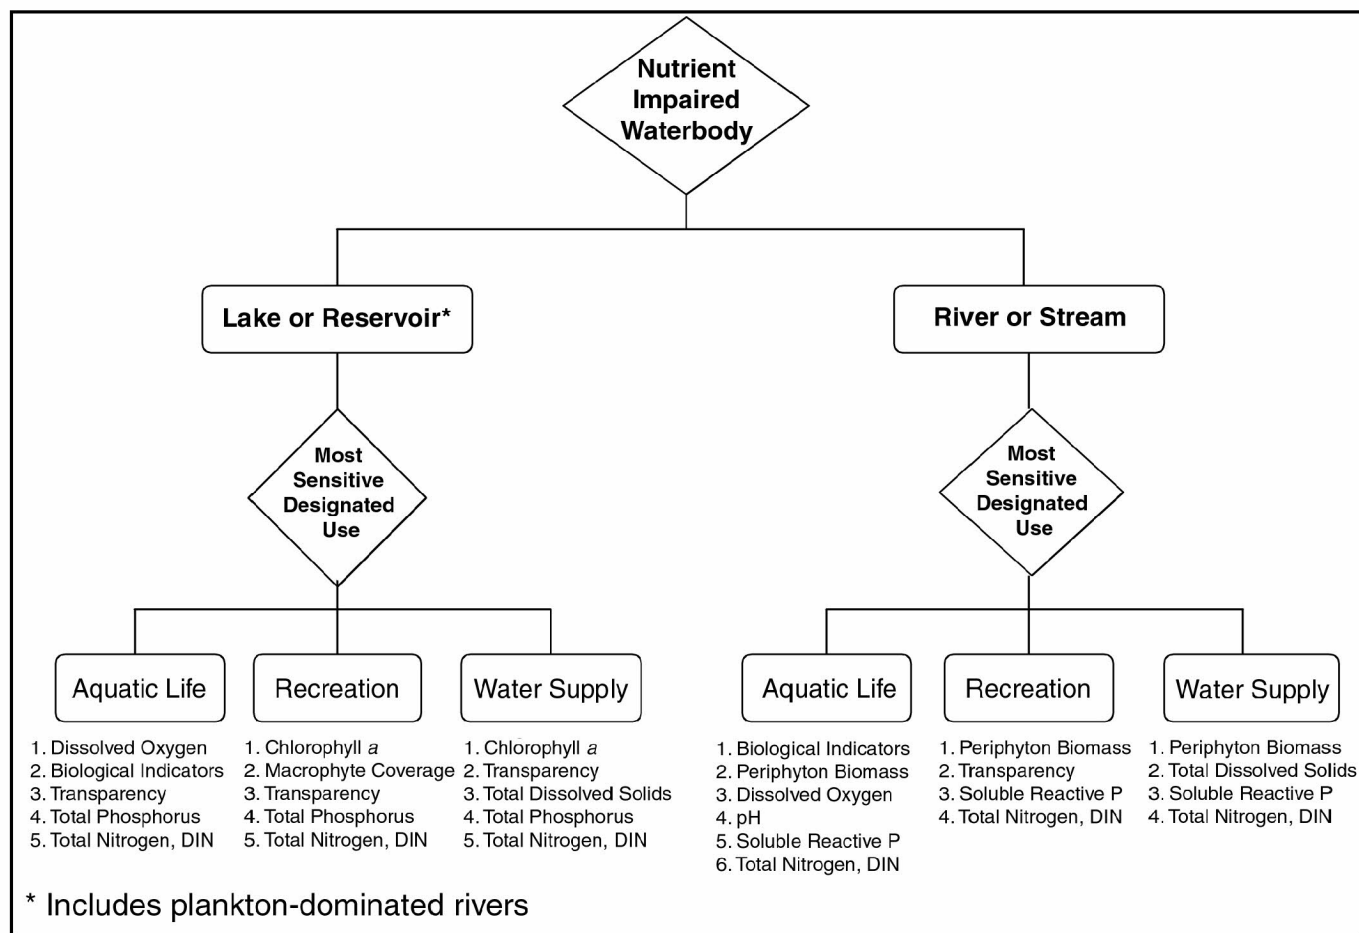 Nutrient
Impaired
Waterbody
Lake or Reservoir*
River or Stream
Most
Sensitive
Designated
Use
Most
Sensitive
Designated
Use
Aquatic Life
Recreation
Water Supply
Aquatic Life
Recreation
Water Supply
1. Dissolved Oxygen
2. Biological Indicators
3. Transparency
4. Total Phosphorus
5. Total Nitrogen, DIN
1. Chlorophyll a
2. Macrophyte Coverage
3. Transparency
4. Total Phosphorus
5. Total Nitrogen, DIN
1. Chlorophyll a
2. Transparency
3. Total Dissolved Solids
4. Total Phosphorus
5. Total Nitrogen, DIN
1. Biological Indicators
2. Periphyton Biomass
3. Dissolved Oxygen
4. pH
5. Soluble Reactive P
6. Total Nitrogen, DIN
1. Periphyton Biomass
2. Transparency
3. Soluble Reactive P
4. Total Nitrogen, DIN
1. Periphyton Biomass
2. Total Dissolved Solids
3. Soluble Reactive P
4. Total Nitrogen, DIN
* Includes plankton-dominated rivers